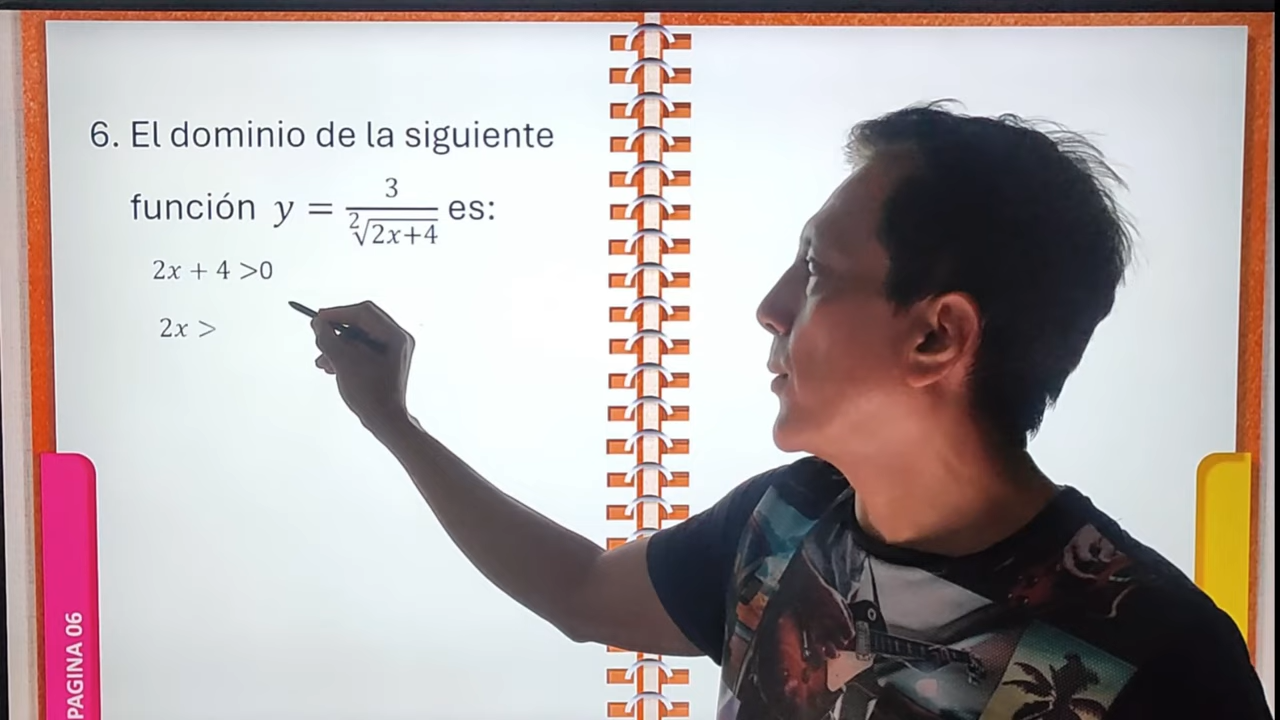 6. El dominio de la siguiente
función y = 3/²√2x+4 es:
2x + 4 >0
2x >
PAGINA 06